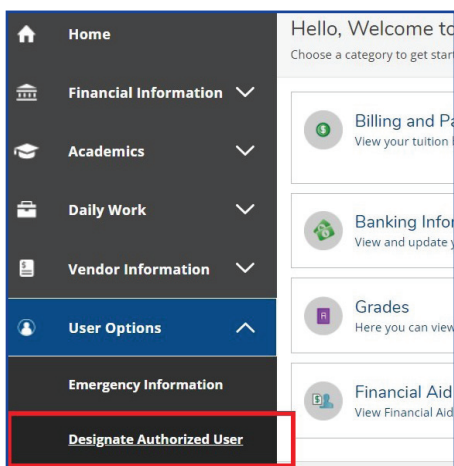 Home
Financial Information
Academics
Daily Work
Vendor Information
User Options
Emergency Information
Designate Authorized User
Hello, Welcome to
Choose a category to get star
Billing and Pa
View your tuition
Banking Infor
View and update
Grades
Here you can view
Financial Aid
View Financial Aid